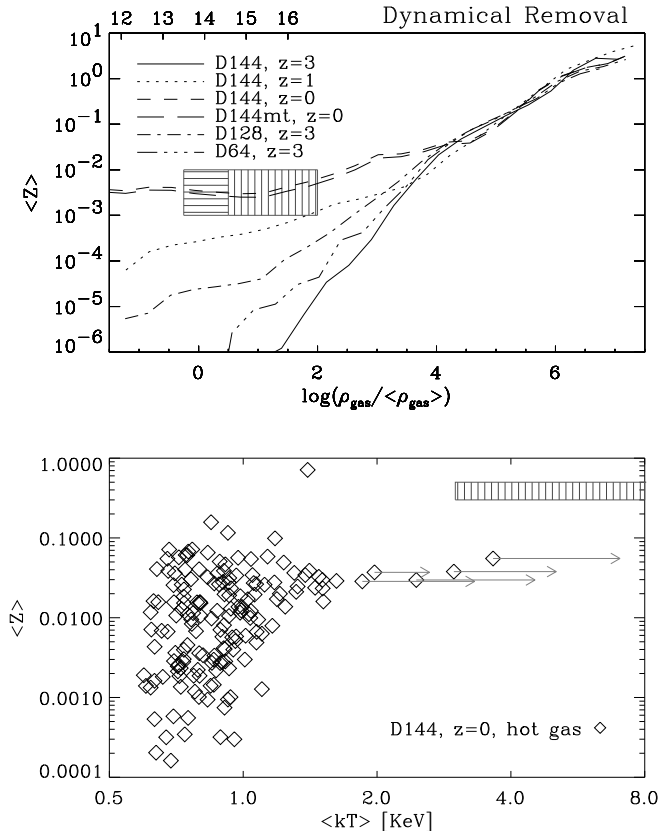 12 13 14 15 16 Dynamical Removal
10^1
10^0
10^-1
10^-2
10^-3
10^-4
10^-5
10^-6
<Z>
D144, z=3
D144, z=1
D144, z=0
D144mt, z=0
D128, z=3
D64, z=3
0 2 4 6
log(ρ_gas/<ρ_gas>)
1.0000
0.1000
0.0100
0.0010
0.0001
<Z>
D144, z=0, hot gas
0.5 1.0 2.0 4.0 8.0
<kT> [KeV]